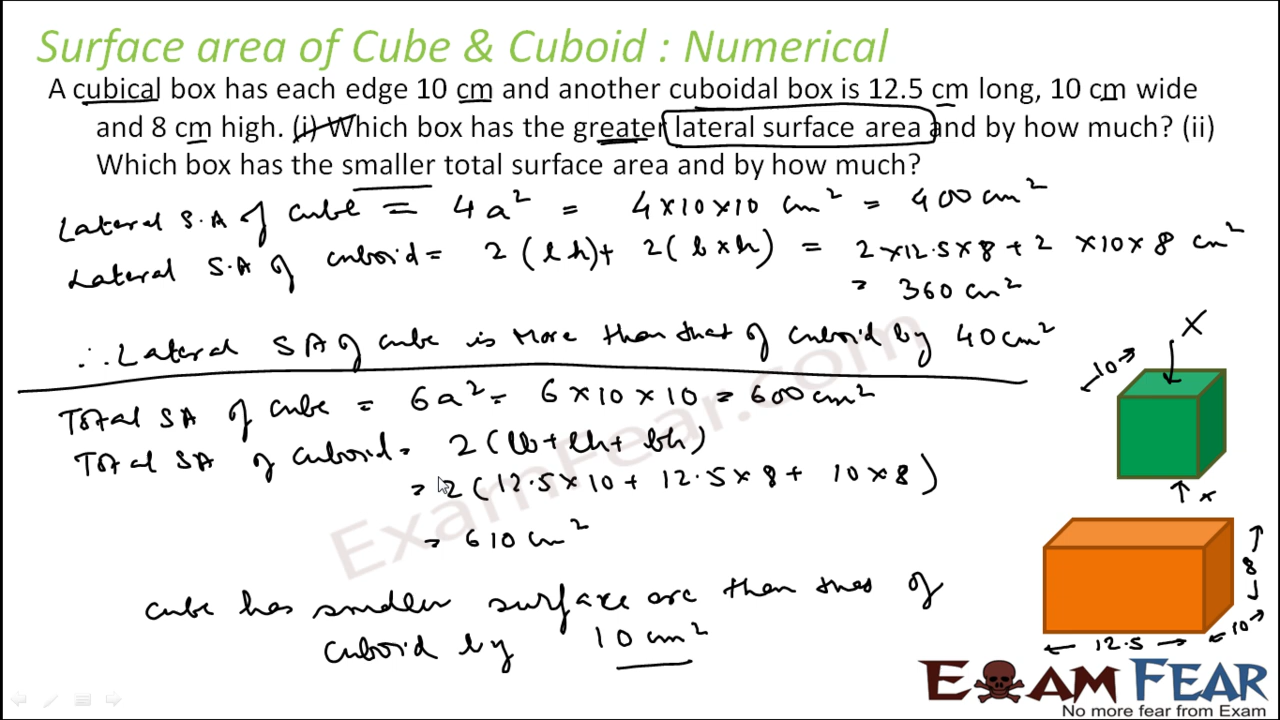 Surface area of Cube & Cuboid : Numerical
A cubical box has each edge 10 cm and another cuboidal box is 12.5 cm long, 10 cm wide
and 8 cm high. (i) Which box has the greater lateral surface area and by how much? (ii)
Which box has the smaller total surface area and by how much?
Lateral S.A of cube = 4a² = 4×10×10 cm² = 400 cm²
Lateral S.A of cuboid = 2(lh)+ 2(b×h) = 2×12.5×8+2×10×8 cm²
= 360 cm²
∴ Lateral SA of cube is more than that of cuboid by 40 cm²
Total SA of cube = 6a² = 6×10×10 = 600 cm²
Total SA of cuboid = 2(lb+lh+bh)
= 2(12.5×10+12.5×8+10×8)
= 610 cm²
cube has smaller surface are than that of
cuboid by 10 cm²
X
10
x
8
10
12.5
ExamFear.com
EXAM FEAR
No more fear from Exam